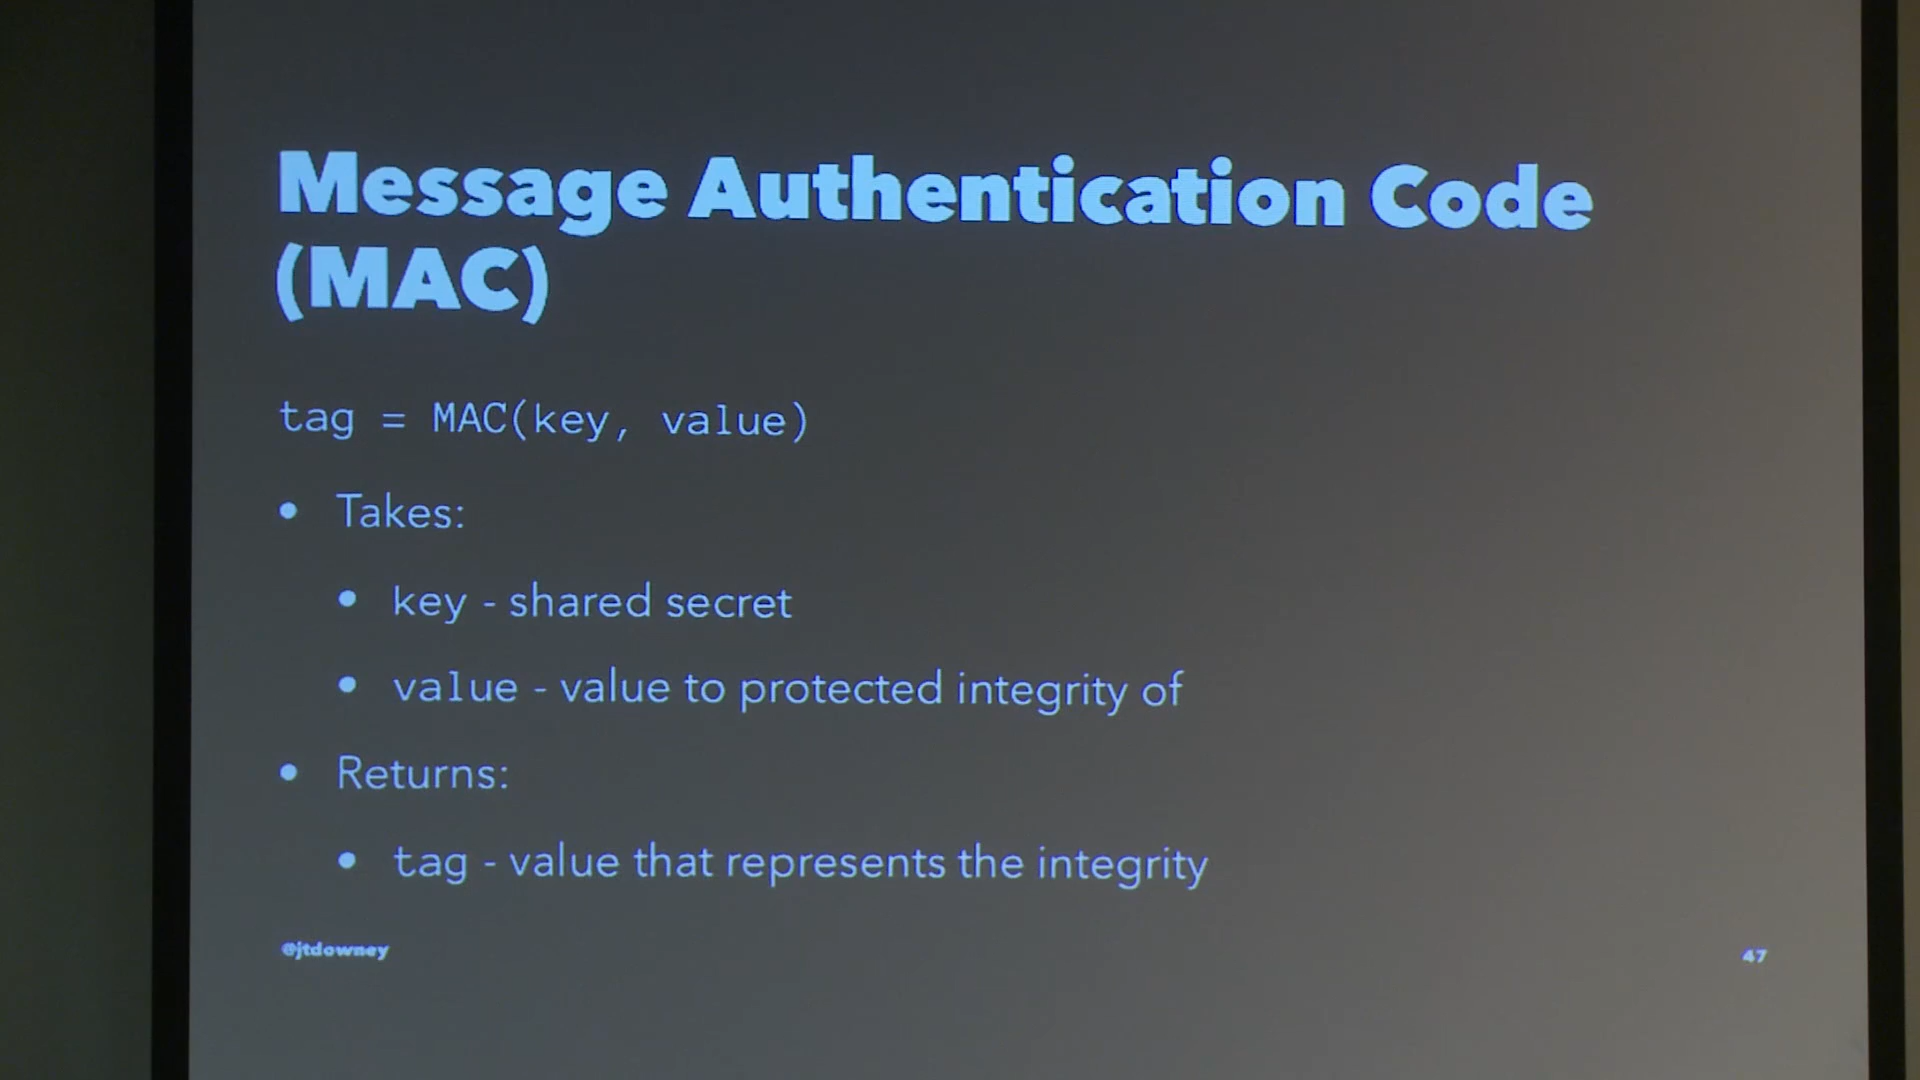 Message Authentication Code
(MAC)
tag = MAC(key, value)
• Takes:
• key - shared secret
• value - value to protected integrity of
• Returns:
• tag - value that represents the integrity
@jtdowney
47